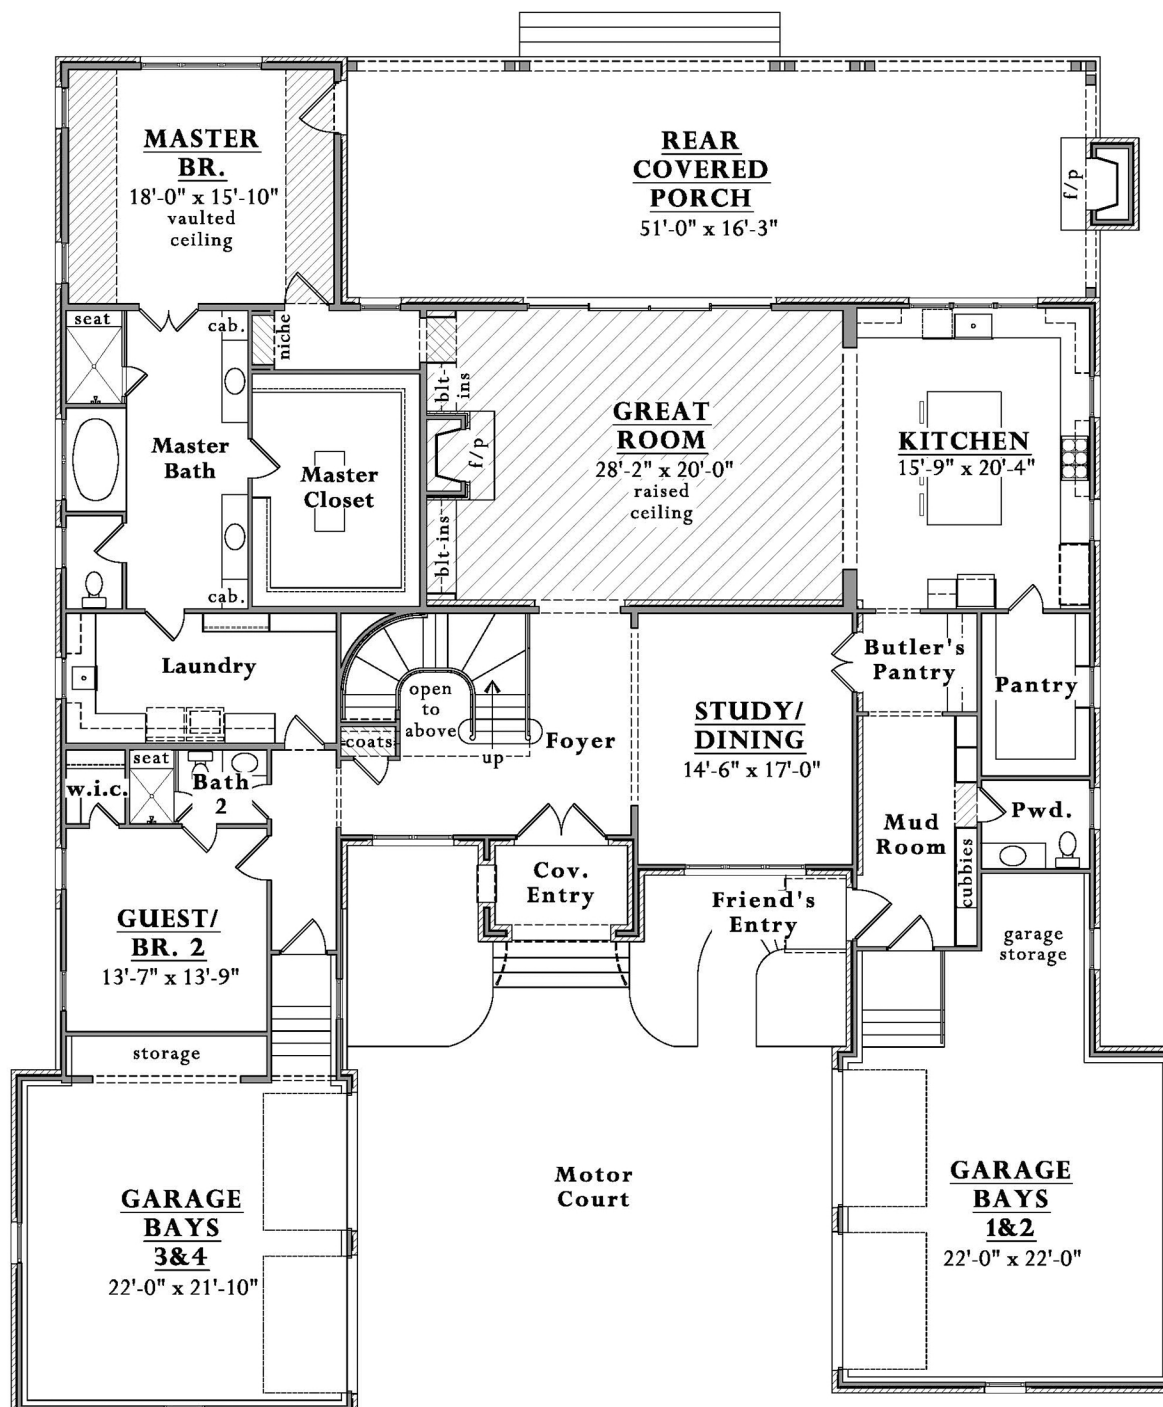 MASTER
BR.
18'-0" x 15'-10"
vaulted
ceiling
REAR
COVERED
PORCH
51'-0" x 16'-3"
f/p
seat
cab.
niche
blt-
ins
GREAT
ROOM
28'-2" x 20'-0"
raised
ceiling
f/p
blt-ins
KITCHEN
15'-9" x 20'-4"
Master
Bath
Master
Closet
cab.
Laundry
open
to
above
up
coats
Foyer
STUDY/
DINING
14'-6" x 17'-0"
Butler's
Pantry
Pantry
w.i.c.
seat
Bath
2
Mud
Room
cubbies
Pwd.
Cov.
Entry
Friend's
Entry
GUEST/
BR. 2
13'-7" x 13'-9"
garage
storage
storage
GARAGE
BAYS
3&4
22'-0" x 21'-10"
Motor
Court
GARAGE
BAYS
1&2
22'-0" x 22'-0"